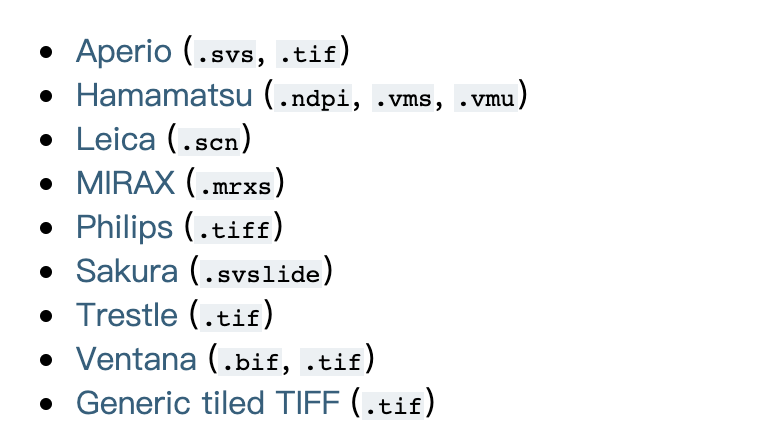 • Aperio (.svs, .tif)
• Hamamatsu (.ndpi, .vms, .vmu)
• Leica (.scn)
• MIRAX (.mrxs)
• Philips (.tiff)
• Sakura (.svslide)
• Trestle (.tif)
• Ventana (.bif, .tif)
• Generic tiled TIFF (.tif)